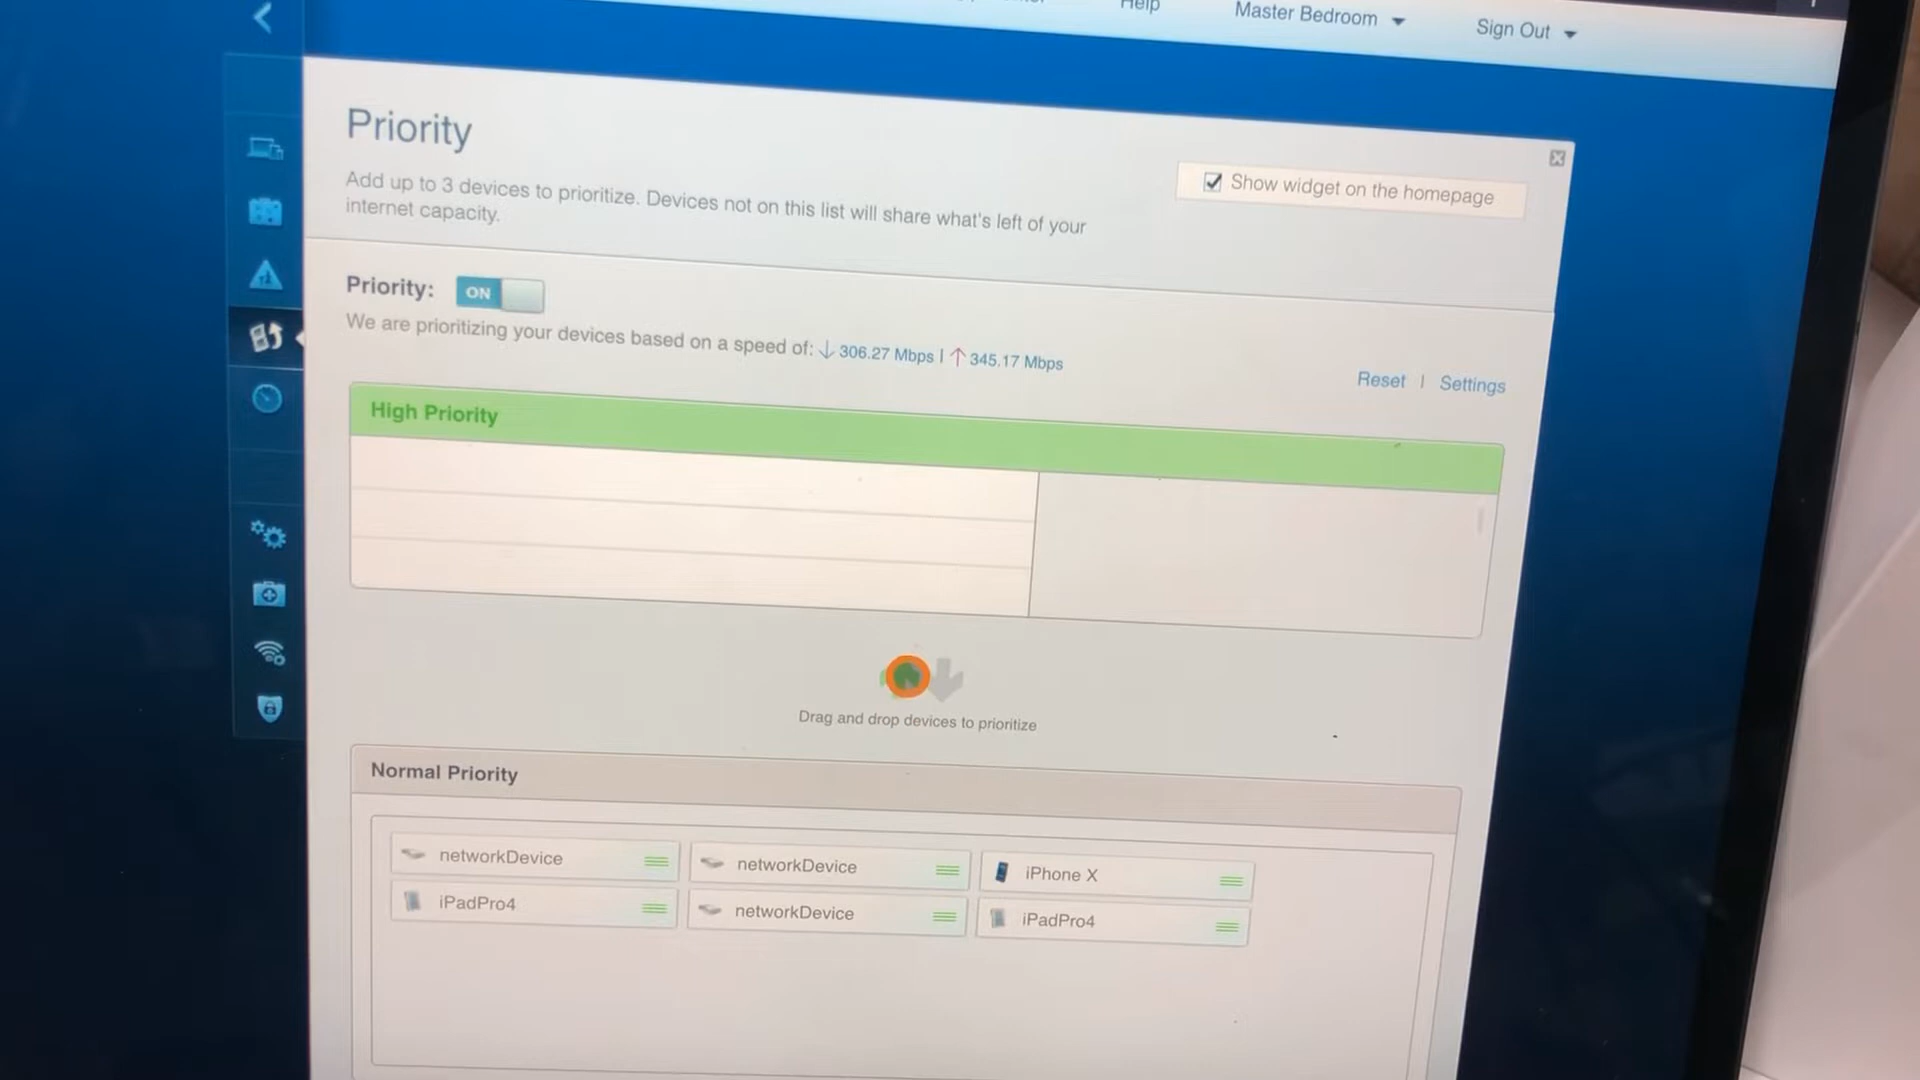 Help
Master Bedroom
Sign Out
Priority
Show widget on the homepage
Add up to 3 devices to prioritize. Devices not on this list will share what's left of your
internet capacity.
Priority: ON
We are prioritizing your devices based on a speed of: ↓ 306.27 Mbps | ↑ 345.17 Mbps
Reset | Settings
High Priority
Drag and drop devices to prioritize
Normal Priority
networkDevice networkDevice iPhone X
iPadPro4 networkDevice iPadPro4